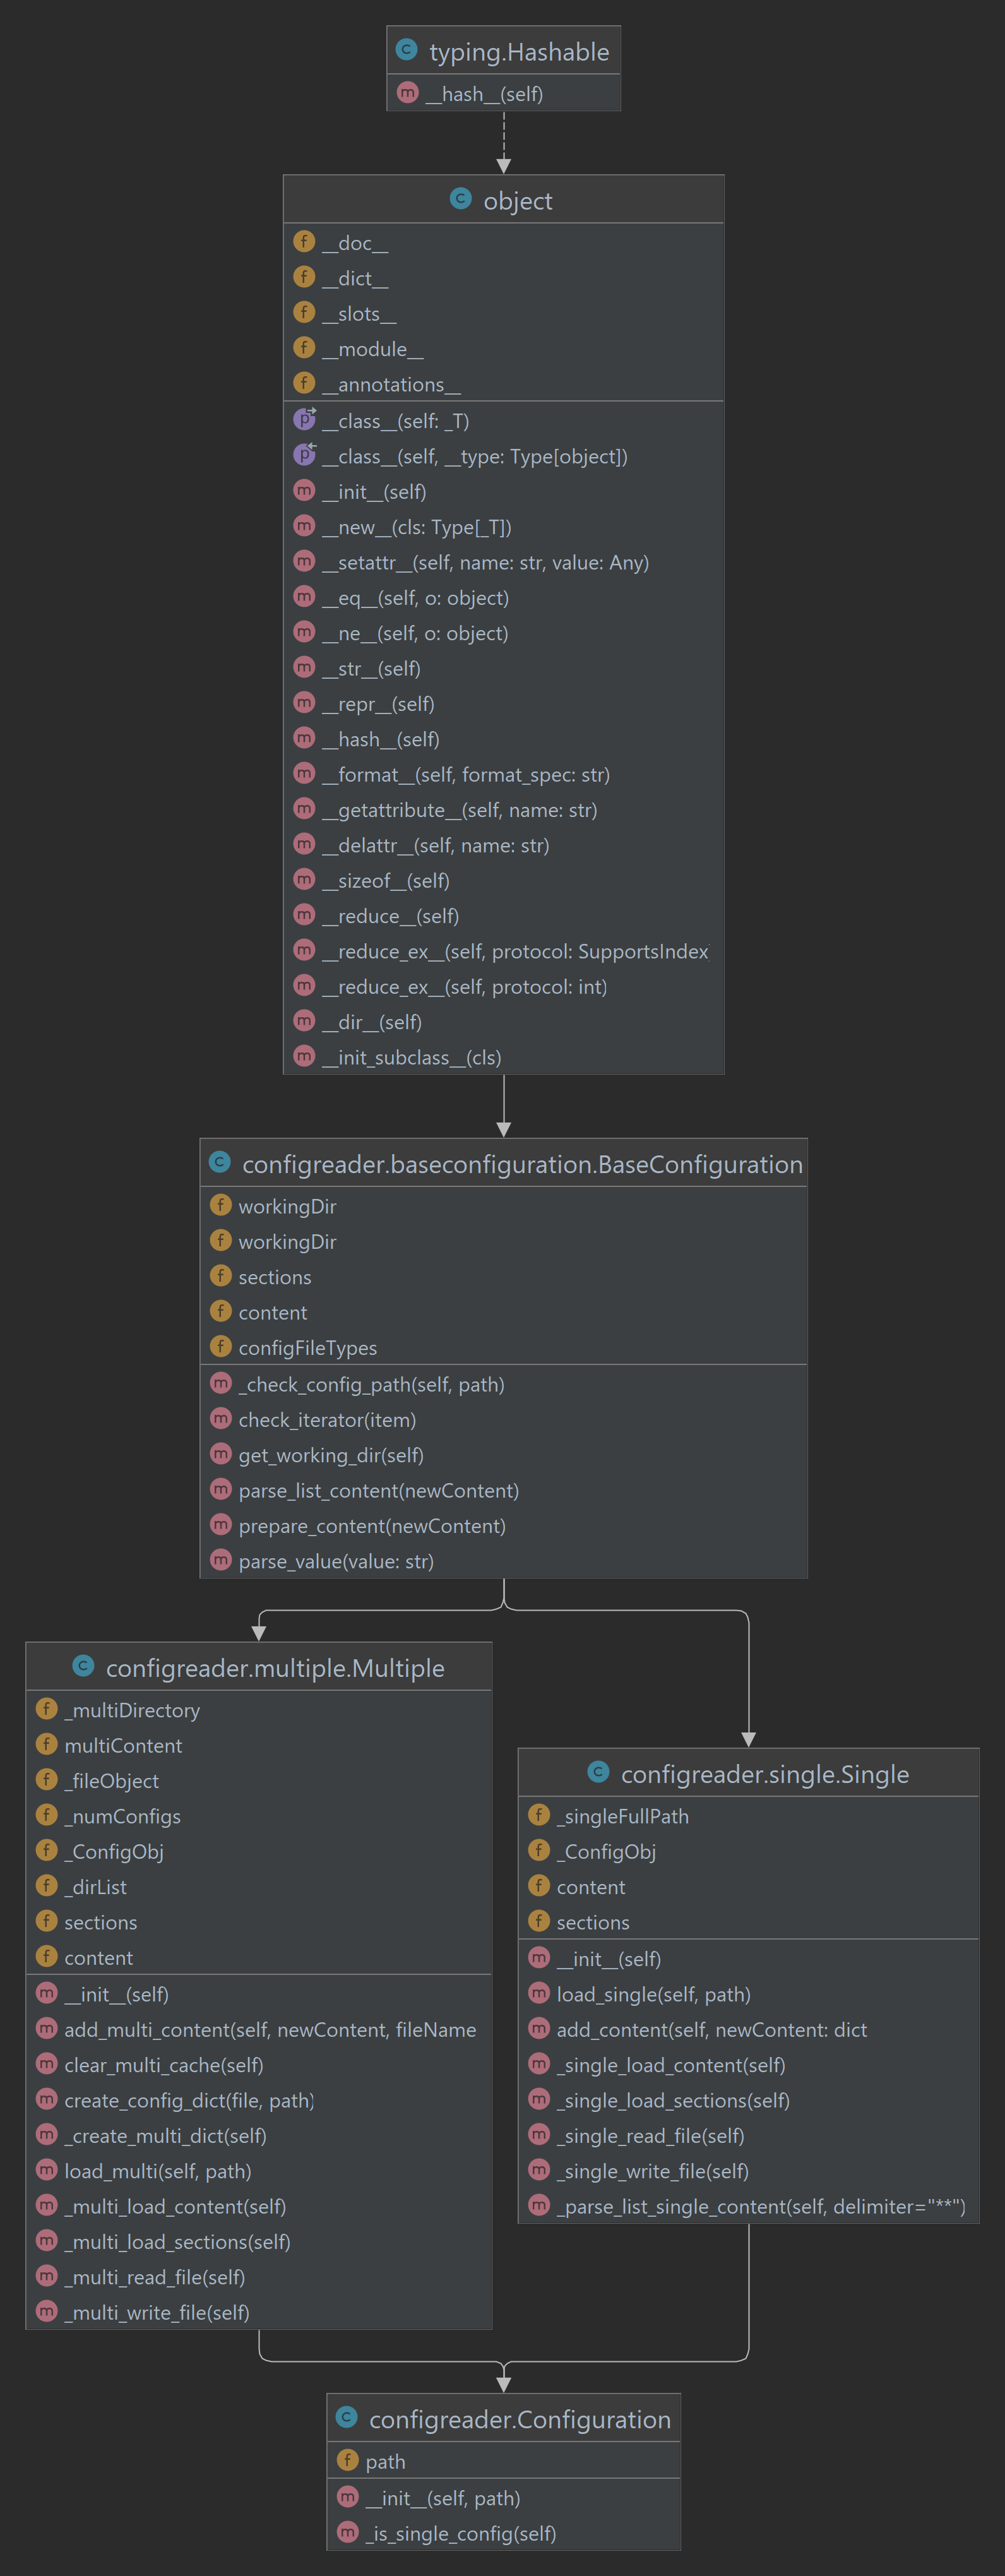 typing.Hashable
__hash__(self)
object
__doc__
__dict__
__slots__
__module__
__annotations__
__class__(self: _T)
__class__(self, __type: Type[object])
__init__(self)
__new__(cls: Type[_T])
__setattr__(self, name: str, value: Any)
__eq__(self, o: object)
__ne__(self, o: object)
__str__(self)
__repr__(self)
__hash__(self)
__format__(self, format_spec: str)
__getattribute__(self, name: str)
__delattr__(self, name: str)
__sizeof__(self)
__reduce__(self)
__reduce_ex__(self, protocol: SupportsIndex
__reduce_ex__(self, protocol: int)
__dir__(self)
__init_subclass__(cls)
configreader.baseconfiguration.BaseConfiguration
workingDir
workingDir
sections
content
configFileTypes
_check_config_path(self, path)
check_iterator(item)
get_working_dir(self)
parse_list_content(newContent)
prepare_content(newContent)
parse_value(value: str)
configreader.multiple.Multiple
_multiDirectory
multiContent
_fileObject
_numConfigs
_ConfigObj
_dirList
sections
content
__init__(self)
add_multi_content(self, newContent, fileName
clear_multi_cache(self)
create_config_dict(file, path)
_create_multi_dict(self)
load_multi(self, path)
_multi_load_content(self)
_multi_load_sections(self)
_multi_read_file(self)
_multi_write_file(self)
configreader.single.Single
_singleFullPath
_ConfigObj
content
sections
__init__(self)
load_single(self, path)
add_content(self, newContent: dict
_single_load_content(self)
_single_load_sections(self)
_single_read_file(self)
_single_write_file(self)
_parse_list_single_content(self, delimiter="**")
configreader.Configuration
path
__init__(self, path)
_is_single_config(self)